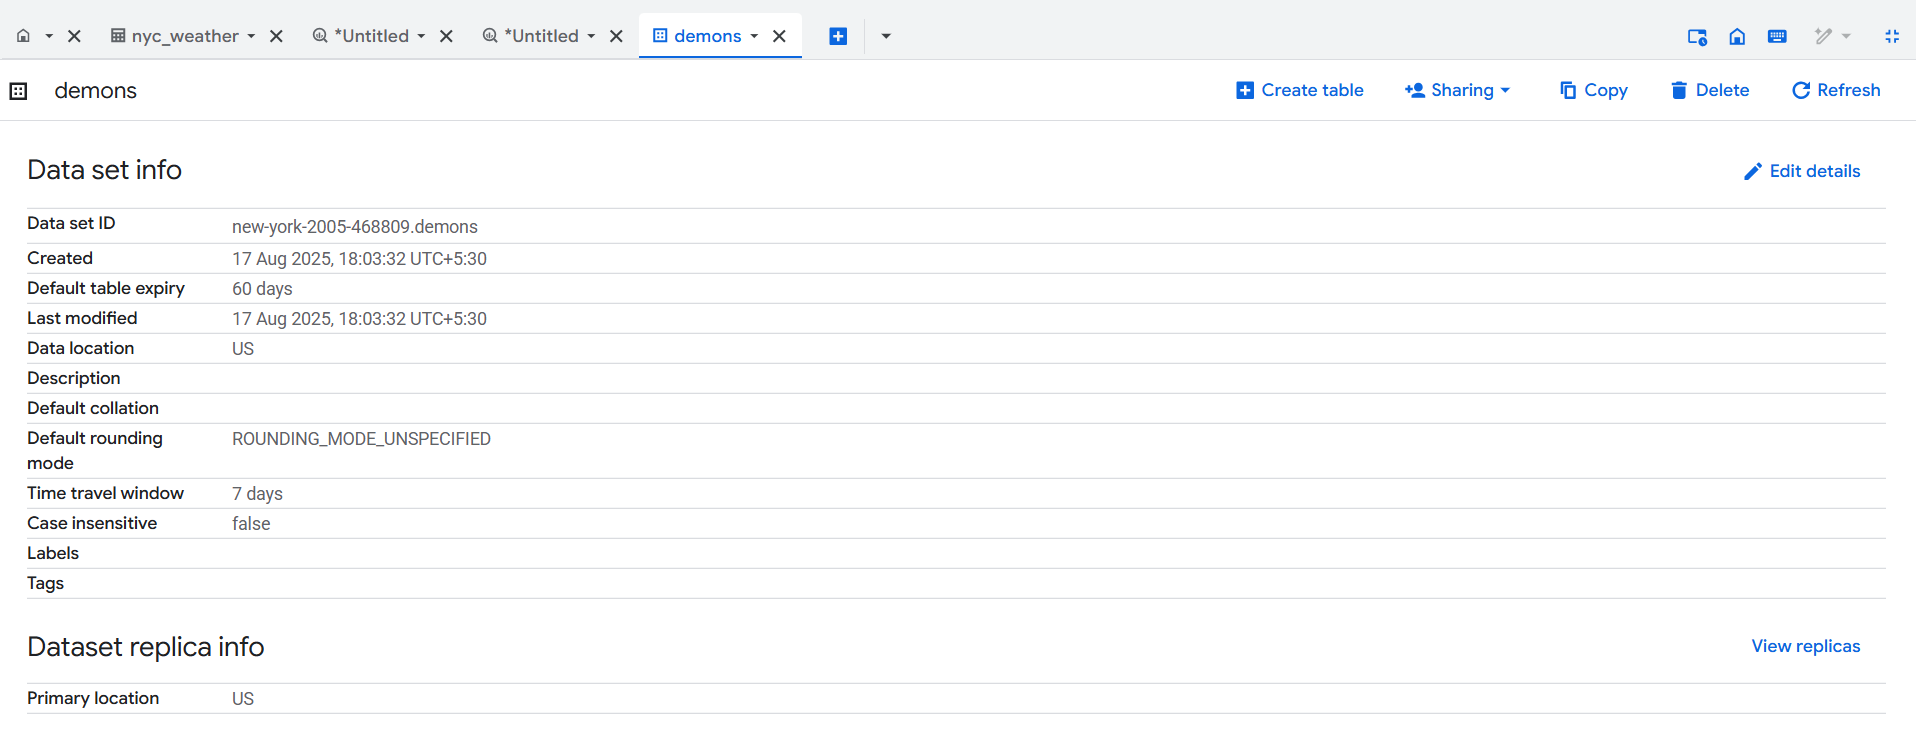 nyc_weather *Untitled *Untitled demons
demons Create table Sharing Copy Delete Refresh
Data set info Edit details
Data set ID new-york-2005-468809.demons
Created 17 Aug 2025, 18:03:32 UTC+5:30
Default table expiry 60 days
Last modified 17 Aug 2025, 18:03:32 UTC+5:30
Data location US
Description
Default collation
Default rounding ROUNDING_MODE_UNSPECIFIED
mode
Time travel window 7 days
Case insensitive false
Labels
Tags
Dataset replica info View replicas
Primary location US